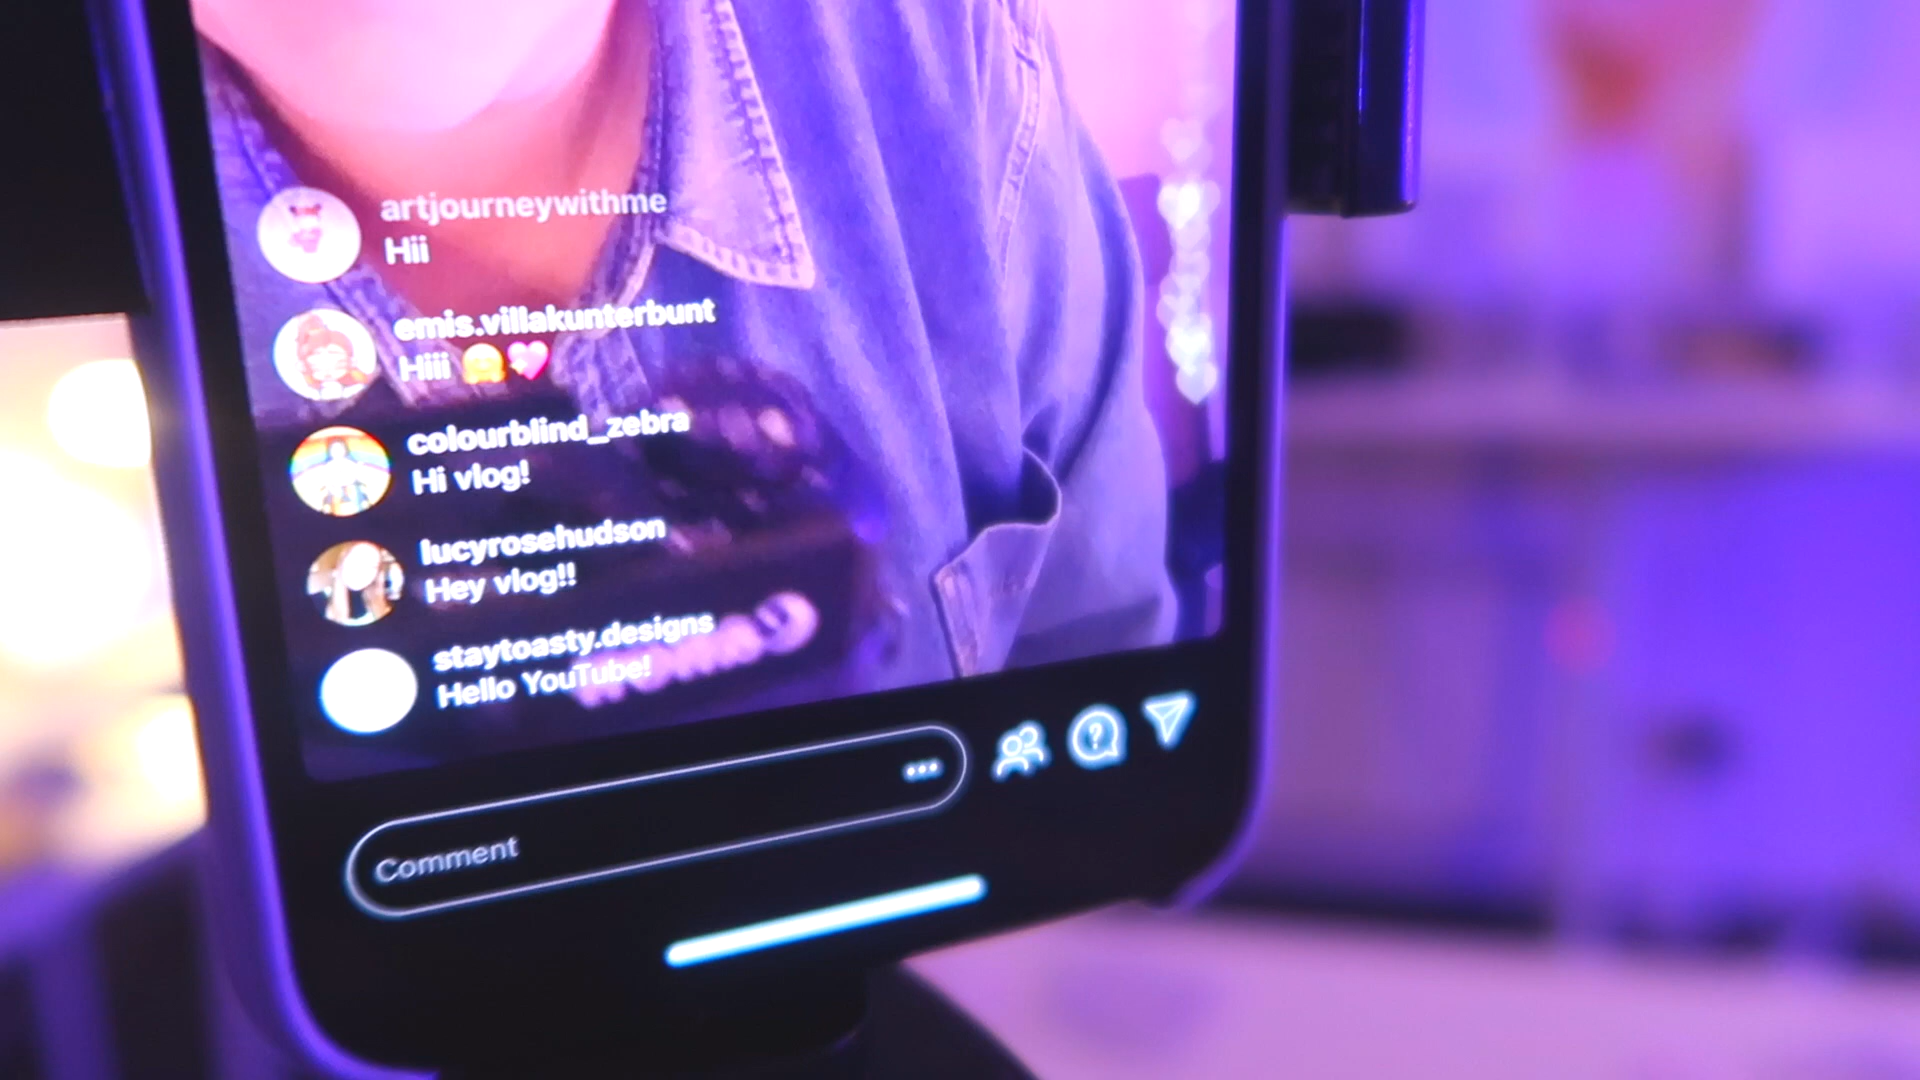 artjourneywithme
Hii
emis.villakunterbunt
Hiii 🤗💖
colourblind_zebra
Hi vlog!
lucyrosehudson
Hey vlog!!
staytoasty.designs
Hello YouTube!
Comment